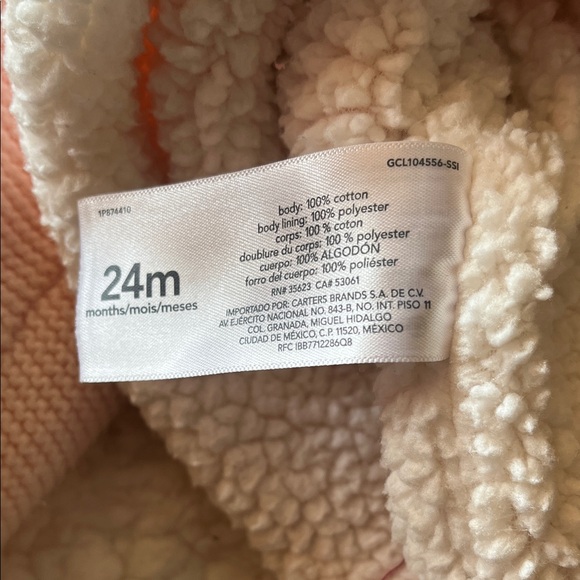 1P874410
GCL104556-SSI
24m
months/mois/meses
body: 100% cotton
body lining: 100% polyester
corps: 100 % coton
doublure du corps: 100 % polyester
cuerpo: 100% ALGODÓN
forro del cuerpo: 100% poliéster
RN# 35623 CA# 53061
IMPORTADO POR: CARTERS BRANDS S.A. DE C.V.
AV. EJÉRCITO NACIONAL NO. 843-B, NO. INT. PISO 11
COL. GRANADA, MIGUEL HIDALGO
CIUDAD DE MÉXICO, C.P. 11520, MÉXICO
RFC IBB7712286Q8